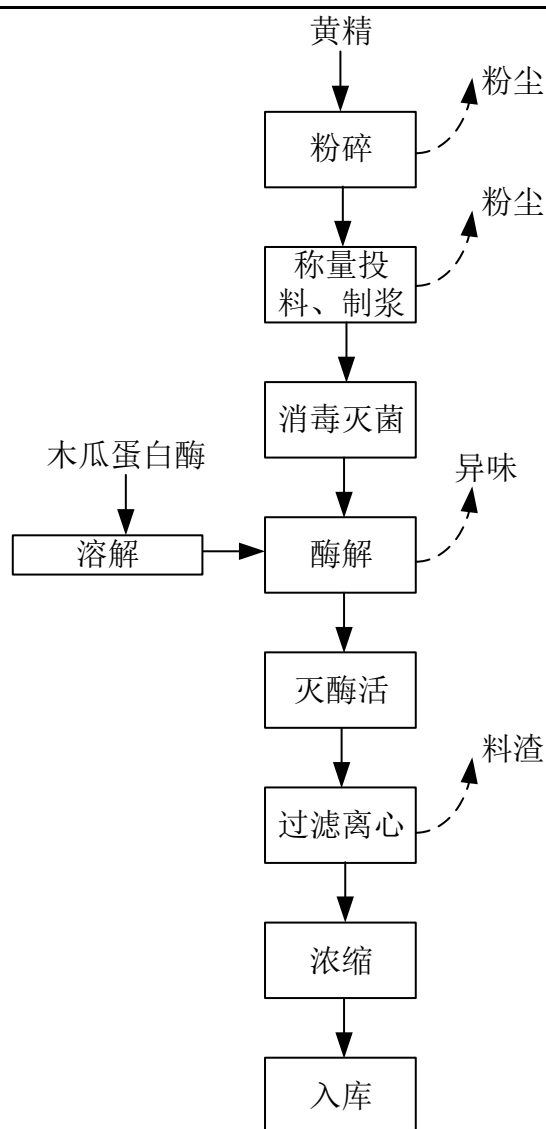 黄精
粉尘
粉碎
粉尘
称量投
料、制浆
消毒灭菌
木瓜蛋白酶
异味
溶解
酶解
灭酶活
料渣
过滤离心
浓缩
入库